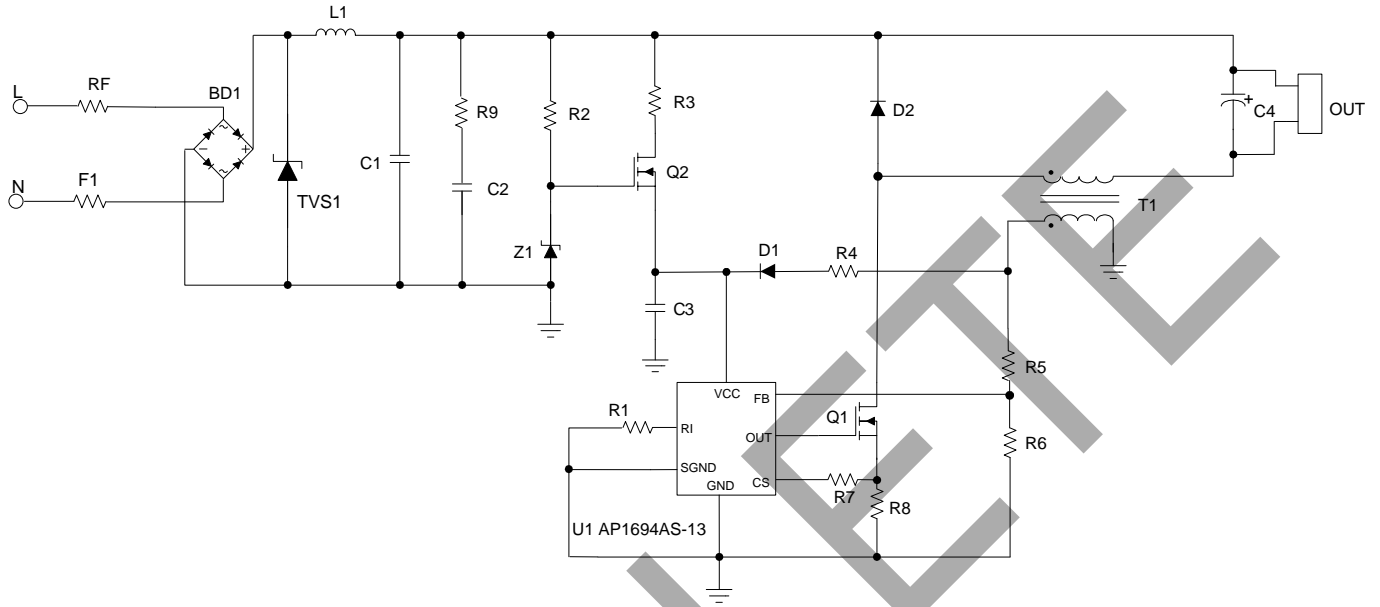 L1
L
RF
BD1
R9
R2
R3
D2
C4
+
OUT
~
-
+
~
C1
C2
Q2
N
F1
TVS1
T1
Z1
D1
R4
C3
R5
VCC
FB
R1
RI
OUT
Q1
R6
SGND
GND
CS
R7
R8
U1 AP1694AS-13
ETE